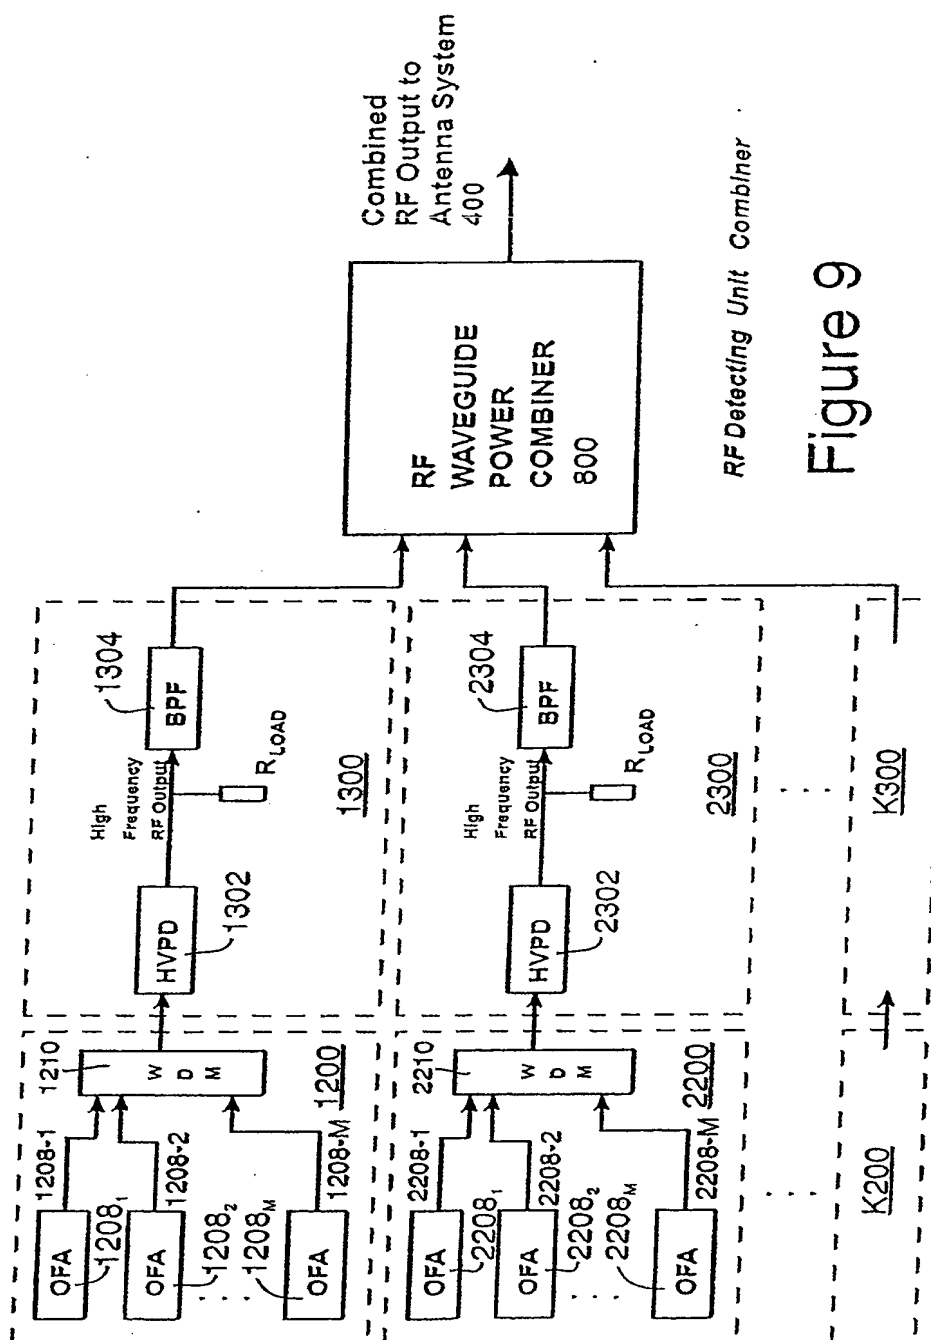 OFA
1208₁
1208-1
OFA
1208₂
1208-2
OFA
1208M
1208-M
1210
W
D
M
1200
HVPD
1302
High
Frequency
RF Output
RLOAD
BPF
1304
1300
OFA
2208₁
2208-1
OFA
2208₂
2208-2
OFA
2208M
2208-M
2210
W
D
M
2200
HVPD
2302
High
Frequency
RF Output
RLOAD
BPF
2304
2300
K200
K300
RF
WAVEGUIDE
POWER
COMBINER
800
Combined
RF Output to
Antenna System
400
RF Detecting Unit Combiner
Figure 9